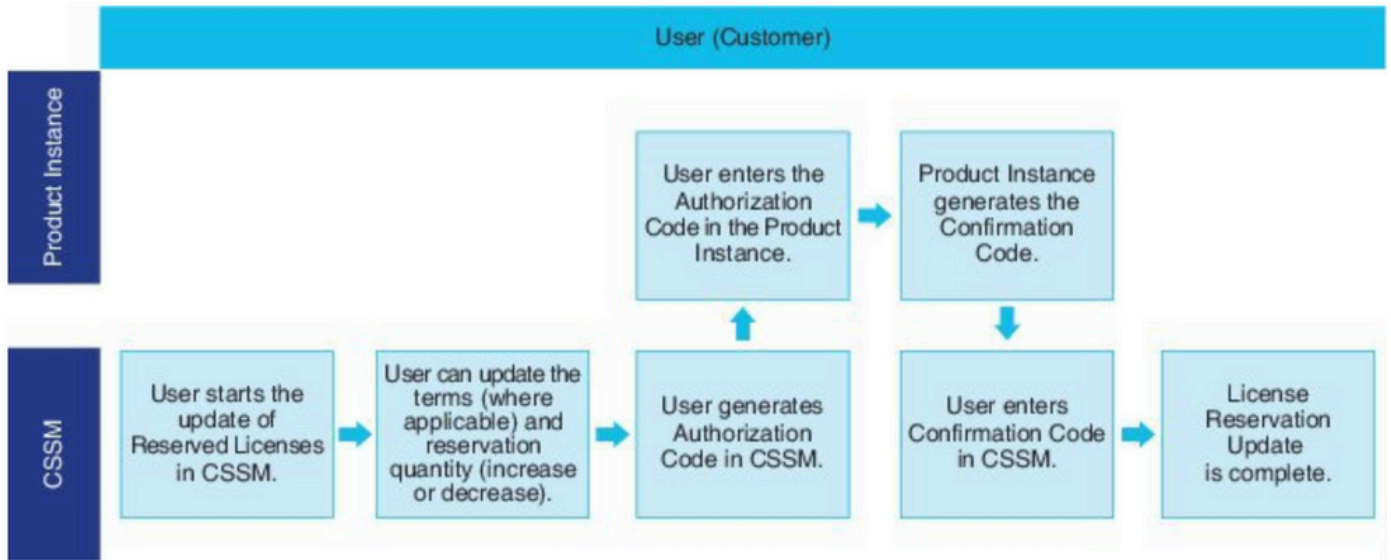 User (Customer)
Product Instance
User enters the
Authorization
Code in the Product
Instance.
Product Instance
generates the
Confirmation
Code.
CSSM
User starts the
update of
Reserved Licenses
in CSSM.
User can update the
terms (where
applicable) and
reservation
quantity (increase
or decrease).
User generates
Authorization
Code in CSSM.
User enters
Confirmation Code
in CSSM.
License
Reservation
Update
is complete.